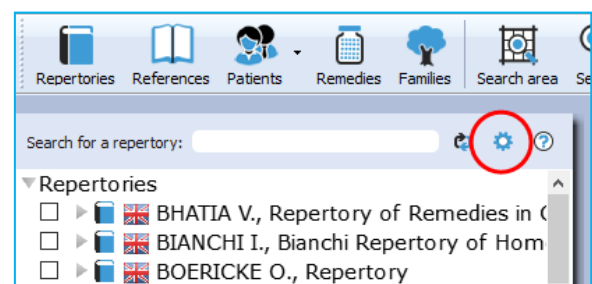 Repertories References Patients Remedies Families Search area
Search for a repertory:
Repertories
BHATIA V., Repertory of Remedies in
BIANCHI I., Bianchi Repertory of Hom
BOERICKE O., Repertory